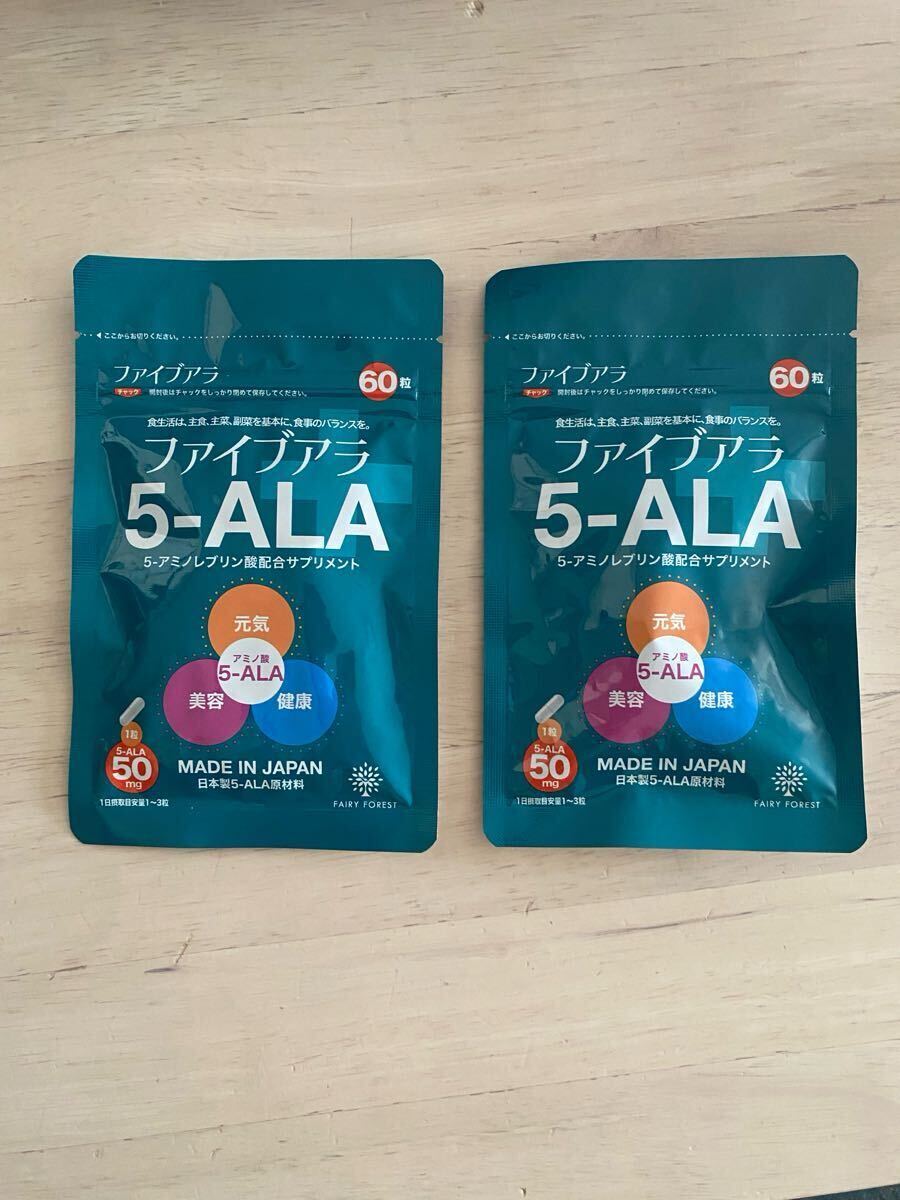 ◀ ここからお切りください。
ファイブアラ
60粒
チャック 開封後はチャックをしっかり閉めて保存してください。
食生活は、主食、主菜、副菜を基本に、食事のバランスを。
ファイブアラ
5-ALA
5-アミノレブリン酸配合サプリメント
元気
アミノ酸
5-ALA
美容
健康
1粒
5-ALA
50
mg
MADE IN JAPAN
日本製5-ALA原材料
1日摂取目安量1〜3粒
FAIRY FOREST
◀ ここからお切りください。
ファイブアラ
60粒
チャック 開封後はチャックをしっかり閉めて保存してください。
食生活は、主食、主菜、副菜を基本に、食事のバランスを。
ファイブアラ
5-ALA
5-アミノレブリン酸配合サプリメント
元気
アミノ酸
5-ALA
美容
健康
1粒
5-ALA
50
mg
MADE IN JAPAN
日本製5-ALA原材料
1日摂取目安量1〜3粒
FAIRY FOREST